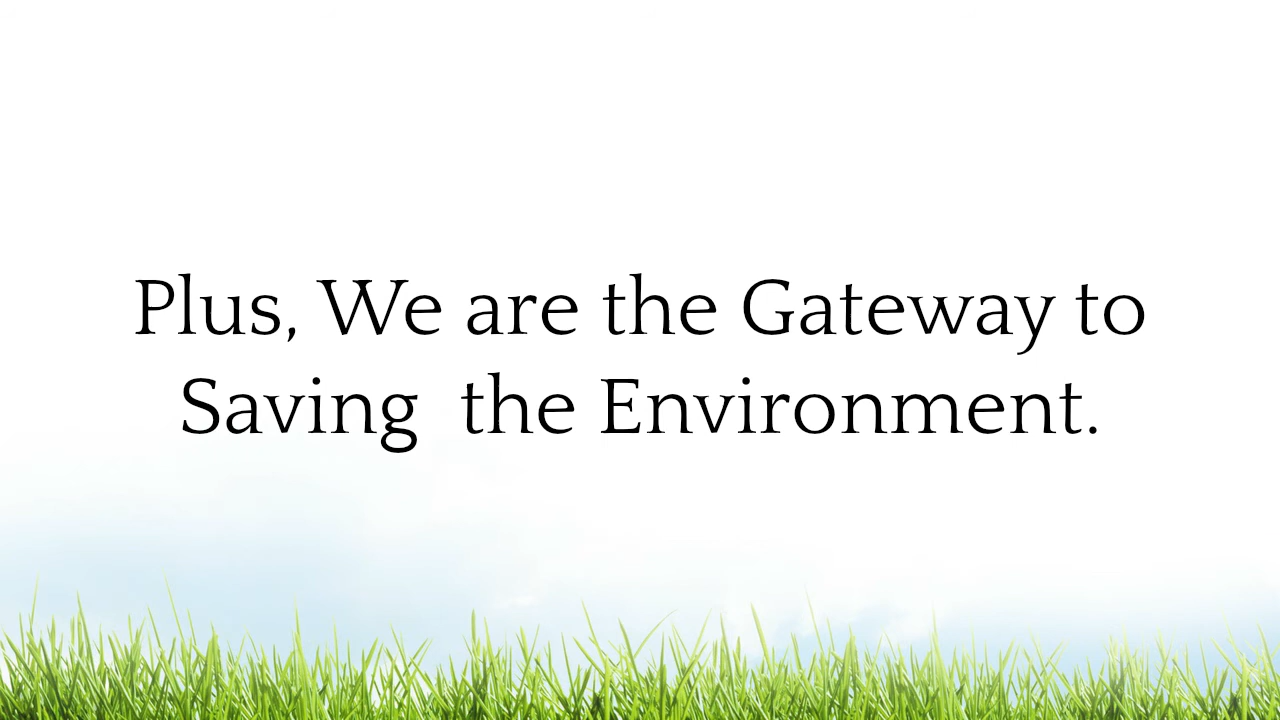 Plus, We are the Gateway to
Saving  the Environment.